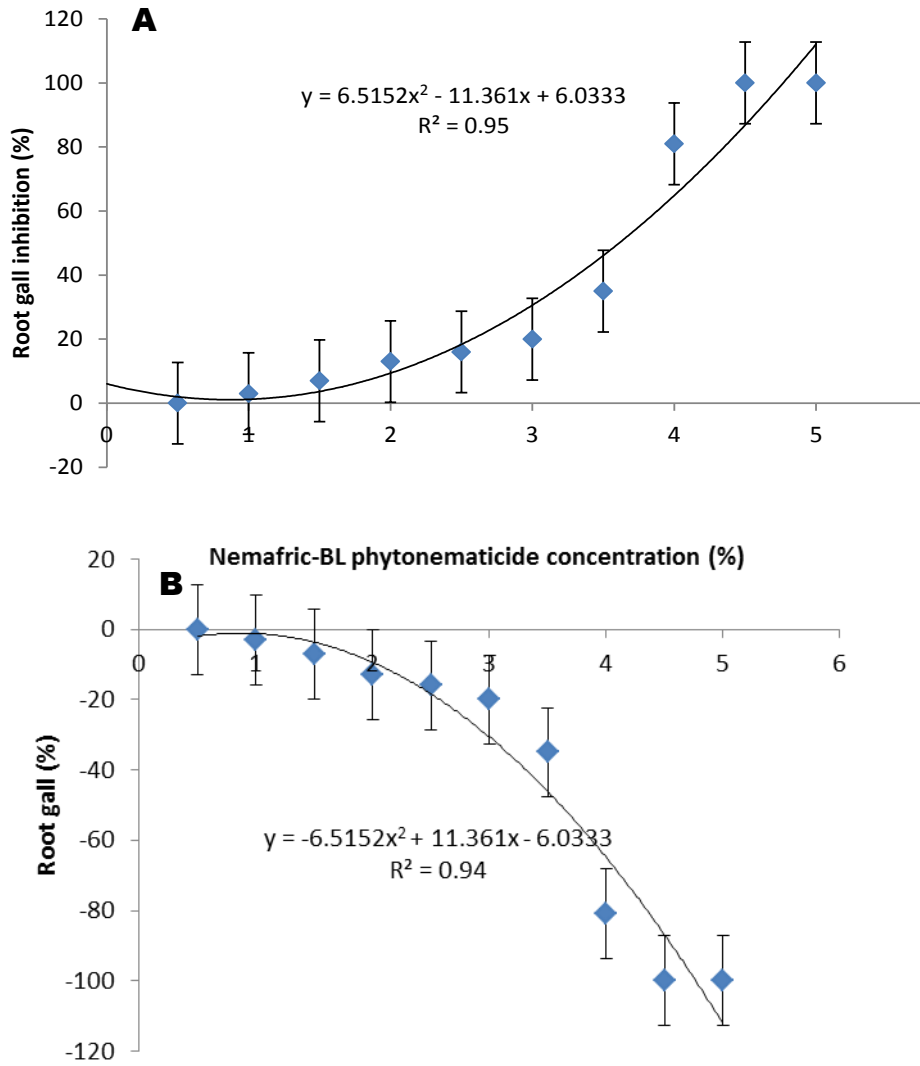 A
120
100
80
60
40
20
0
-20
Root gall inhibition (%)
y = 6.5152x² - 11.361x + 6.0333
R² = 0.95
0 1 2 3 4 5
Nemafric-BL phytonematicide concentration (%)
B
20
0
-20
-40
-60
-80
-100
-120
Root gall (%)
0 1 2 3 4 5 6
y = -6.5152x² + 11.361x - 6.0333
R² = 0.94